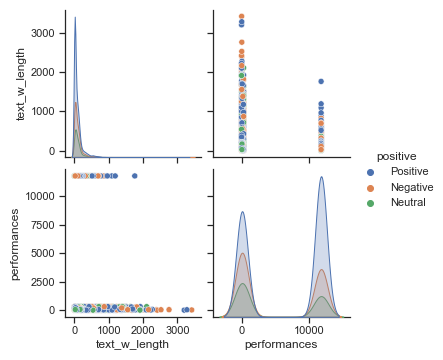 3000
2000
1000
0
text_w_length
positive
Positive
Negative
Neutral
10000
7500
5000
2500
0
performances
0 1000 2000 3000
text_w_length
0 10000
performances